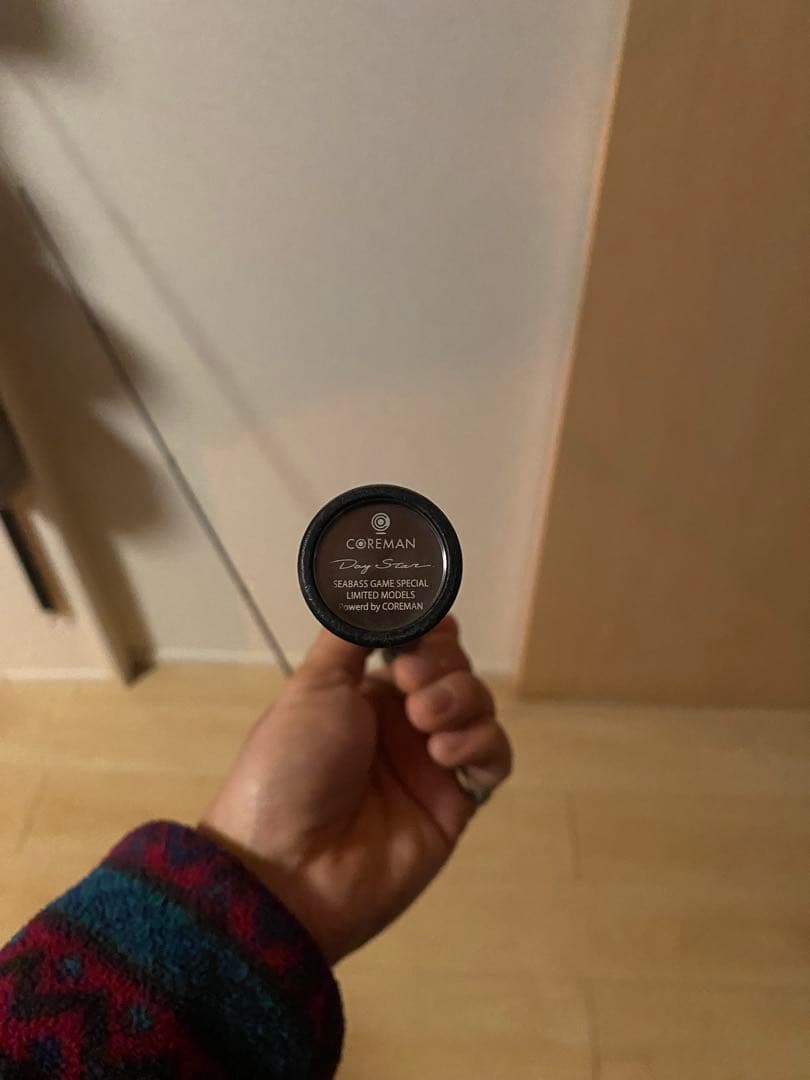 COREMAN
Day Star
SEABASS GAME SPECIAL
LIMITED MODELS
Powerd by COREMAN